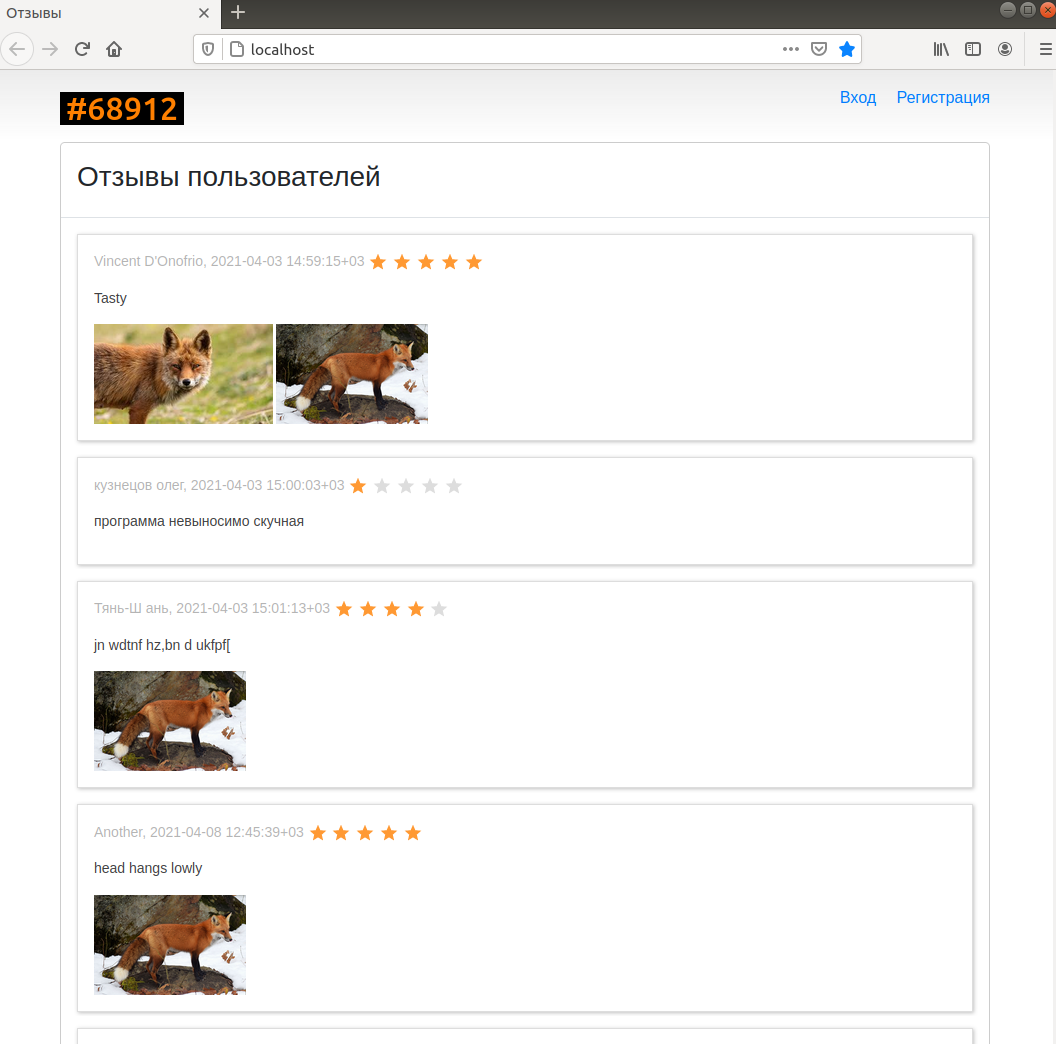 Отзывы
localhost
#68912
Вход Регистрация
Отзывы пользователей
Vincent D'Onofrio, 2021-04-03 14:59:15+03
Tasty
кузнецов олег, 2021-04-03 15:00:03+03
программа невыносимо скучная
Тянь-Ш ань, 2021-04-03 15:01:13+03
jn wdtnf hz,bn d ukfpf[
Another, 2021-04-08 12:45:39+03
head hangs lowly